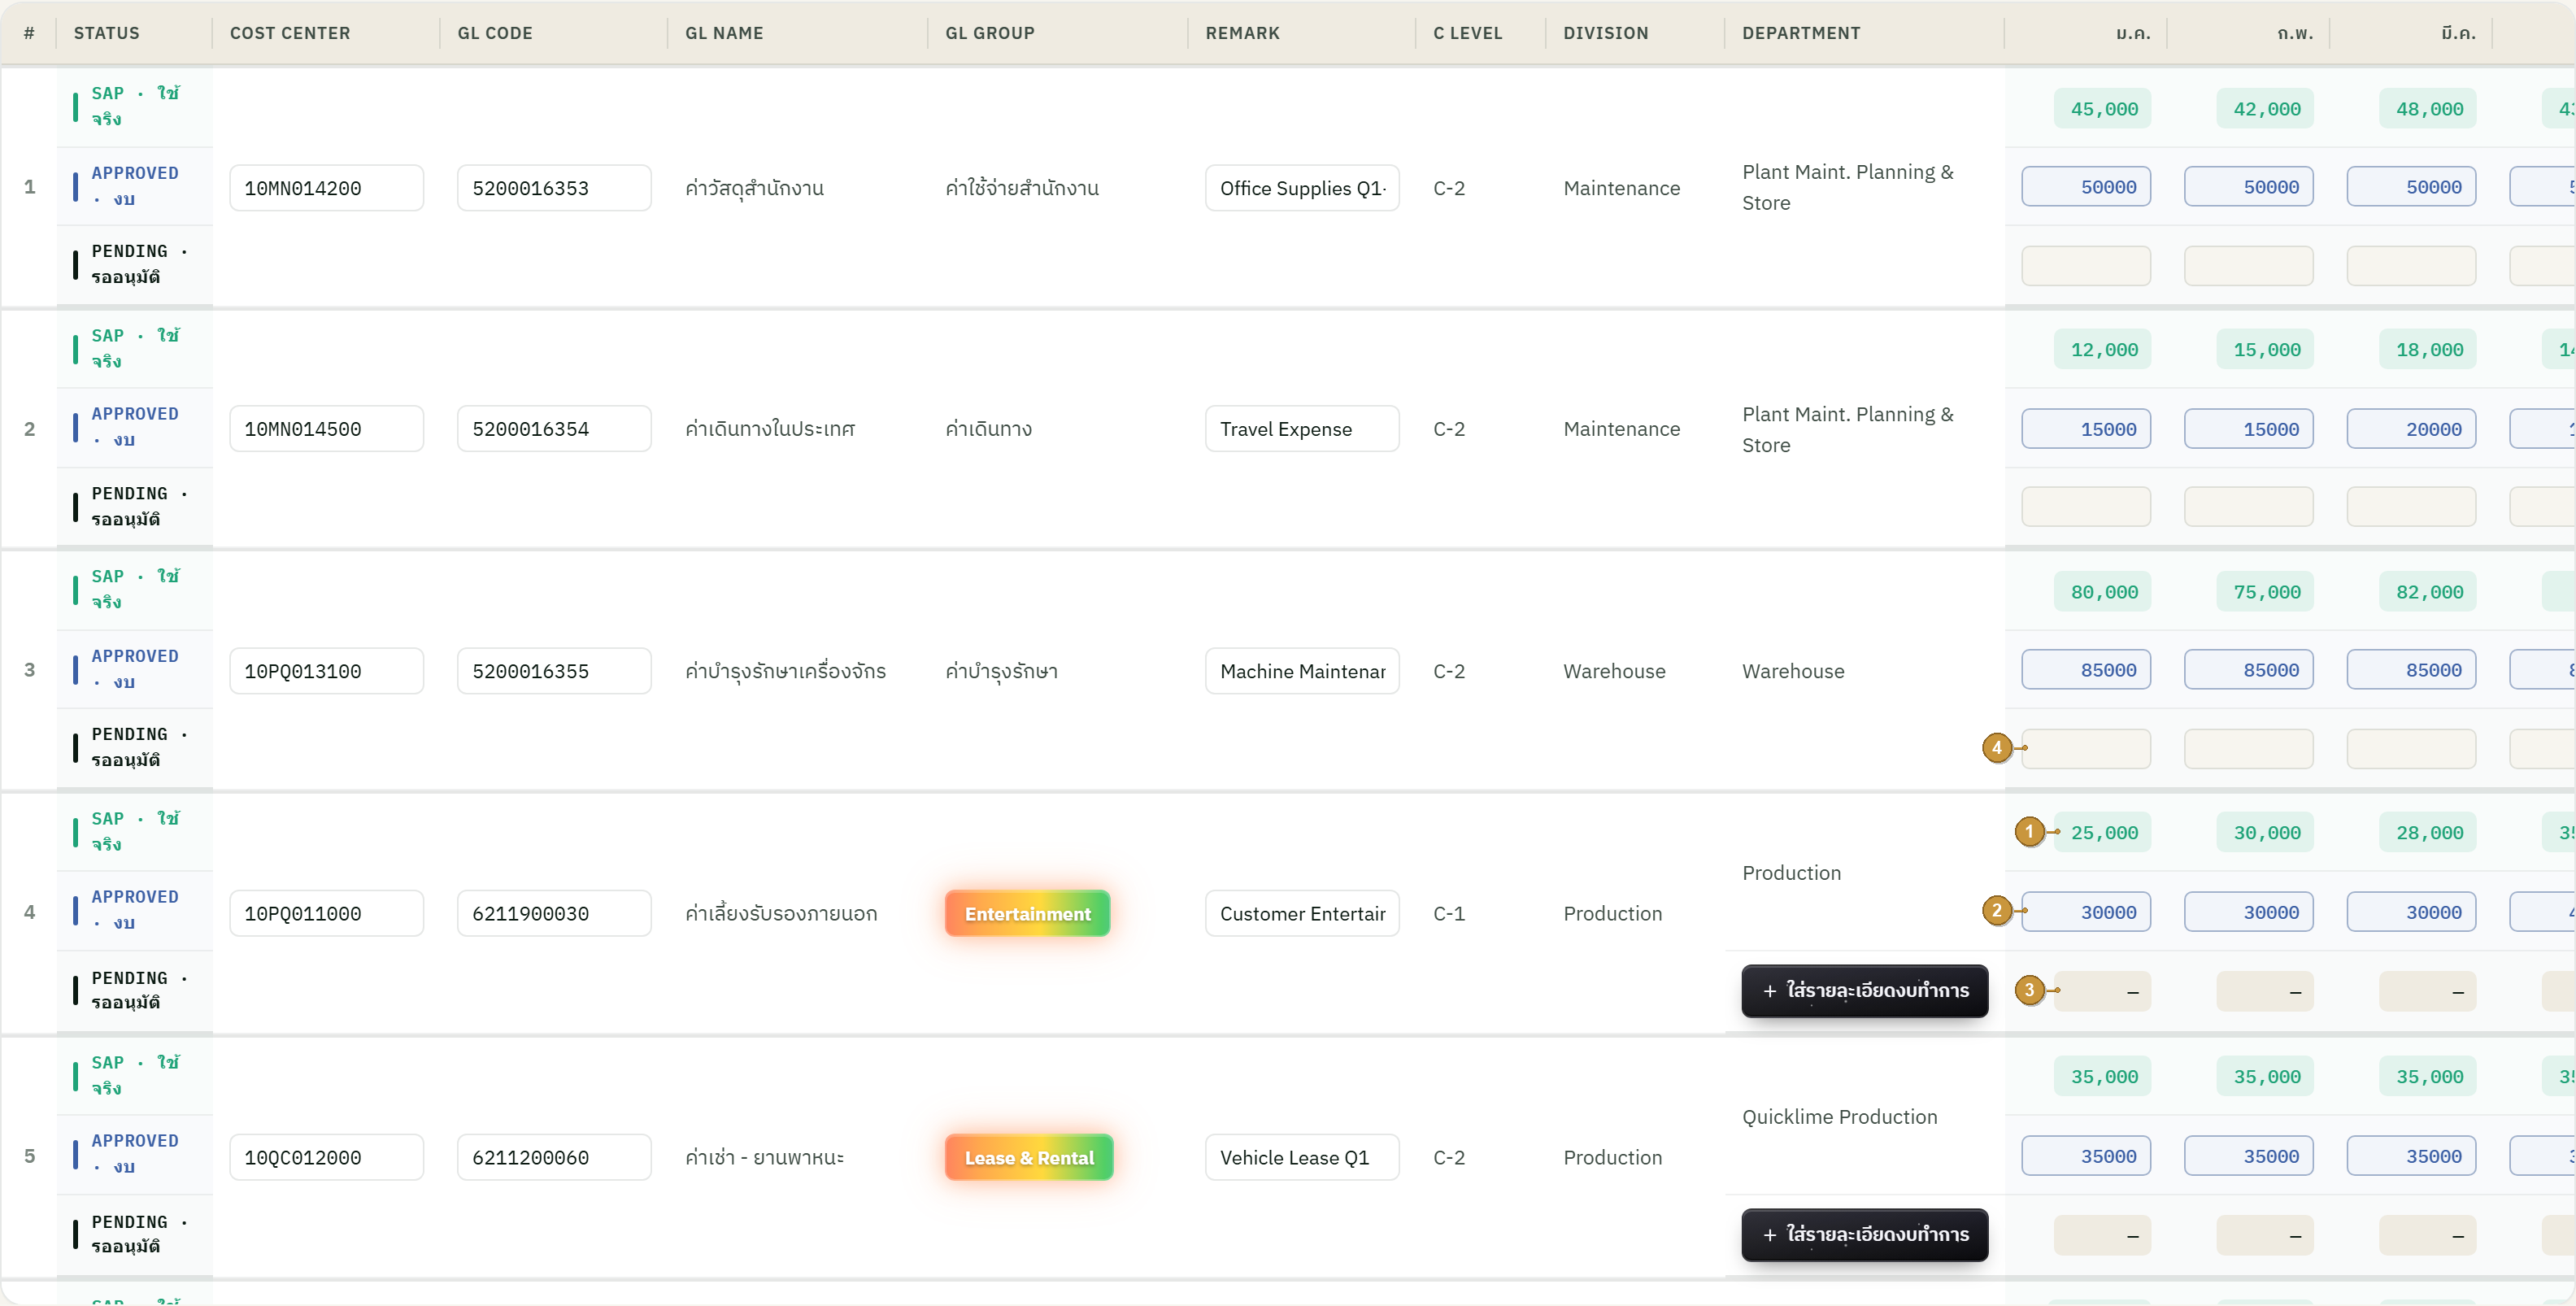 # STATUS COST CENTER GL CODE GL NAME GL GROUP REMARK C LEVEL DIVISION DEPARTMENT ม.ค. ก.พ. มี.ค.
SAP · ใช้
จริง
45,000 42,000 48,000
1
APPROVED
· งบ
10MN014200 5200016353 ค่าวัสดุสำนักงาน ค่าใช้จ่ายสำนักงาน Office Supplies Q1- C-2 Maintenance
Plant Maint. Planning &
Store
50000 50000 50000
PENDING ·
รออนุมัติ
SAP · ใช้
จริง
12,000 15,000 18,000
2
APPROVED
· งบ
10MN014500 5200016354 ค่าเดินทางในประเทศ ค่าเดินทาง Travel Expense C-2 Maintenance
Plant Maint. Planning &
Store
15000 15000 20000
PENDING ·
รออนุมัติ
SAP · ใช้
จริง
80,000 75,000 82,000
3
APPROVED
· งบ
10PQ013100 5200016355 ค่าบำรุงรักษาเครื่องจักร ค่าบำรุงรักษา Machine Maintenar C-2 Warehouse Warehouse
85000 85000 85000
PENDING ·
รออนุมัติ
4
SAP · ใช้
จริง
1 25,000 30,000 28,000
4
APPROVED
· งบ
10PQ011000 6211900030 ค่าเลี้ยงรับรองภายนอก Entertainment Customer Entertair C-1 Production
Production
2 30000 30000 30000
PENDING ·
รออนุมัติ
+ ใส่รายละเอียดงบทำการ
3 – – –
SAP · ใช้
จริง
35,000 35,000 35,000
5
APPROVED
· งบ
10QC012000 6211200060 ค่าเช่า - ยานพาหนะ Lease & Rental Vehicle Lease Q1 C-2 Production
Quicklime Production
35000 35000 35000
PENDING ·
รออนุมัติ
+ ใส่รายละเอียดงบทำการ
– – –